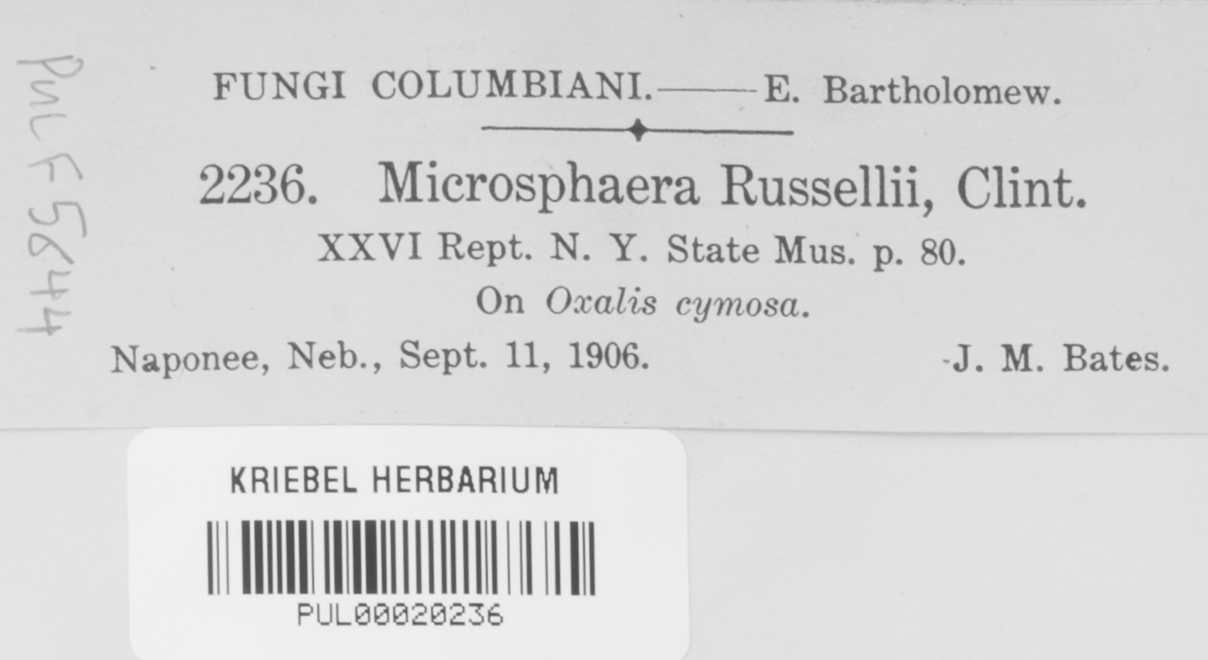 FUNGI COLUMBIANI.——E. Bartholomew.
2236. Microsphaera Russellii, Clint.
XXVI Rept. N. Y. State Mus. p. 80.
On Oxalis cymosa.
Naponee, Neb., Sept. 11, 1906. -J. M. Bates.
PUL F5644
KRIEBEL HERBARIUM
PUL00020236